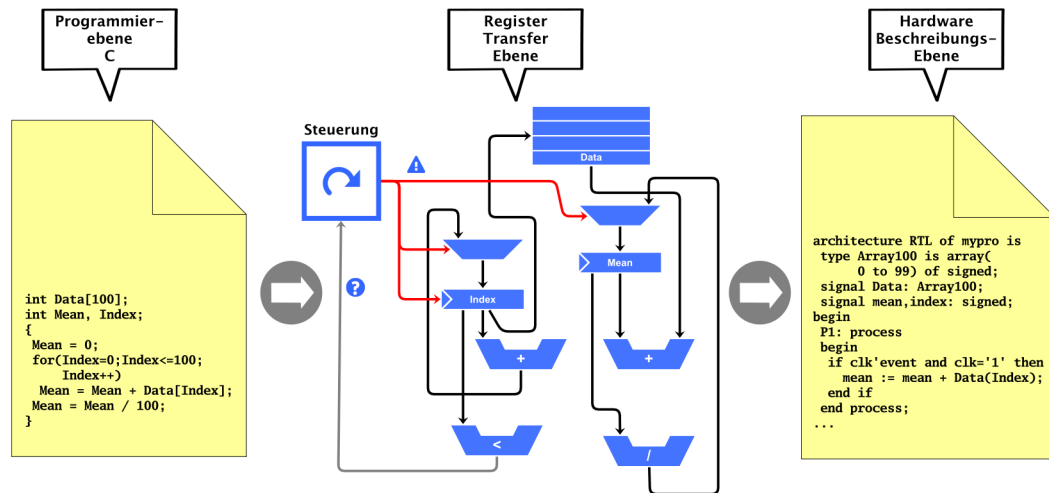 Programmier-
ebene
C
Register
Transfer
Ebene
Hardware
Beschreibungs-
Ebene
int Data[100];
int Mean, Index;
{
Mean = 0;
for(Index=0;Index<=100;
Index++)
Mean = Mean + Data[Index];
Mean = Mean / 100;
}
Steuerung
!
?
Data
Mean
Index
+
+
<
/
architecture RTL of mypro is
type Array100 is array(
0 to 99) of signed;
signal Data: Array100;
signal mean,index: signed;
begin
P1: process
begin
if clk'event and clk='1' then
mean := mean + Data(Index);
end if
end process;
...